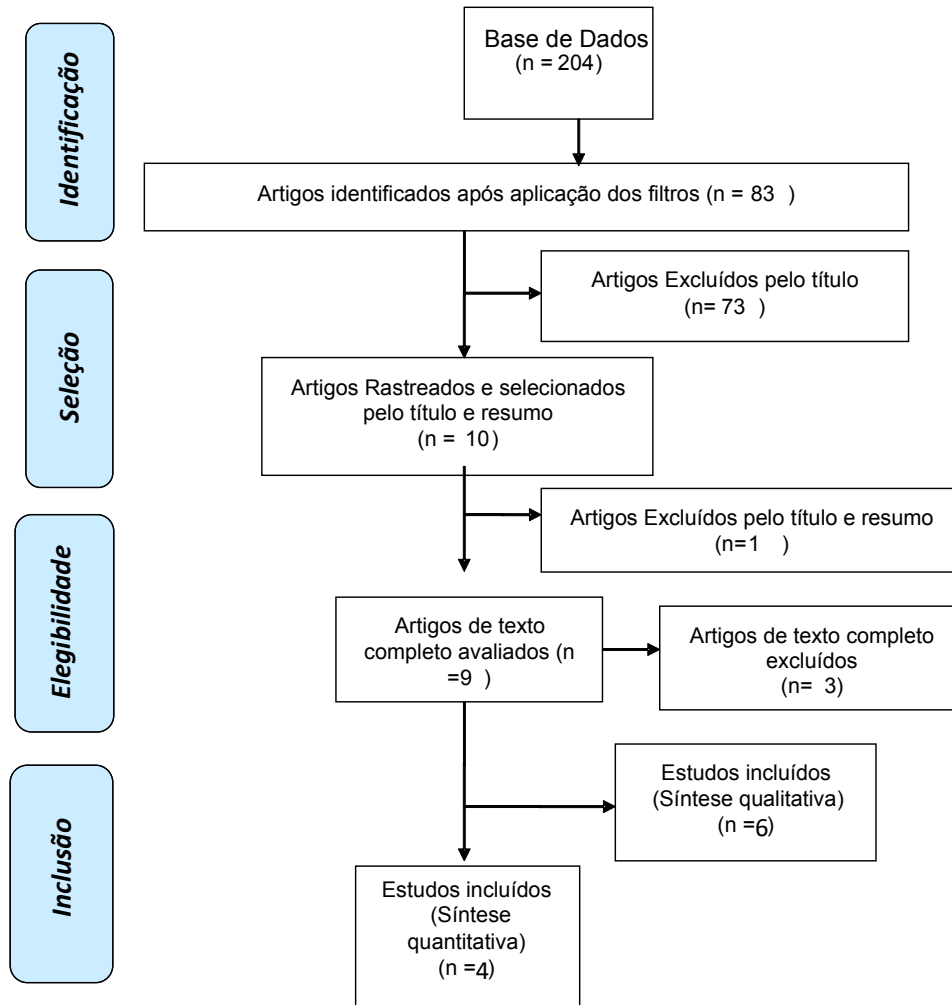 Identificação
Base de Dados
(n = 204)
Artigos identificados após aplicação dos filtros (n = 83 )
Seleção
Artigos Excluídos pelo título
(n= 73 )
Artigos Rastreados e selecionados
pelo título e resumo
(n = 10)
Artigos Excluídos pelo título e resumo
(n=1 )
Elegibilidade
Artigos de texto
completo avaliados (n
=9 )
Artigos de texto completo
excluídos
(n= 3)
Inclusão
Estudos incluídos
(Síntese qualitativa)
(n =6)
Estudos incluídos
(Síntese
quantitativa)
(n =4)